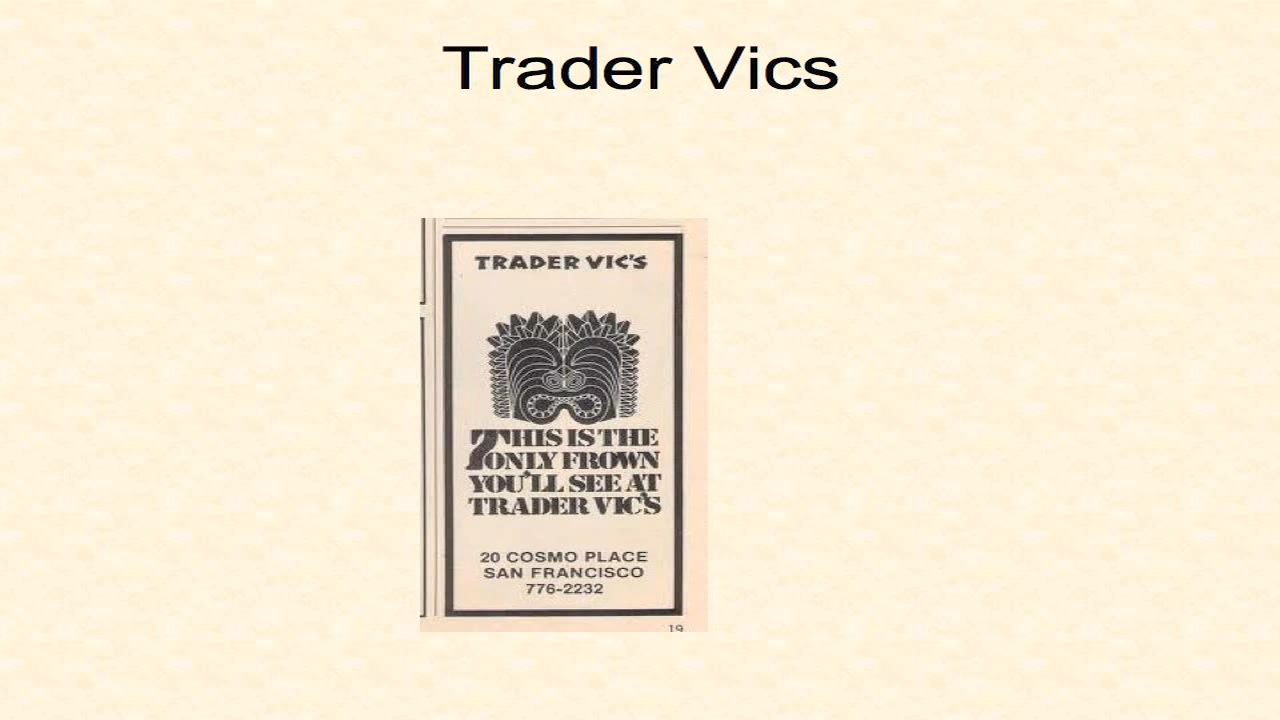 Trader Vics
TRADER VIC'S
THIS IS THE
ONLY FROWN
YOU'LL SEE AT
TRADER VIC'S
20 COSMO PLACE
SAN FRANCISCO
776-2232
19